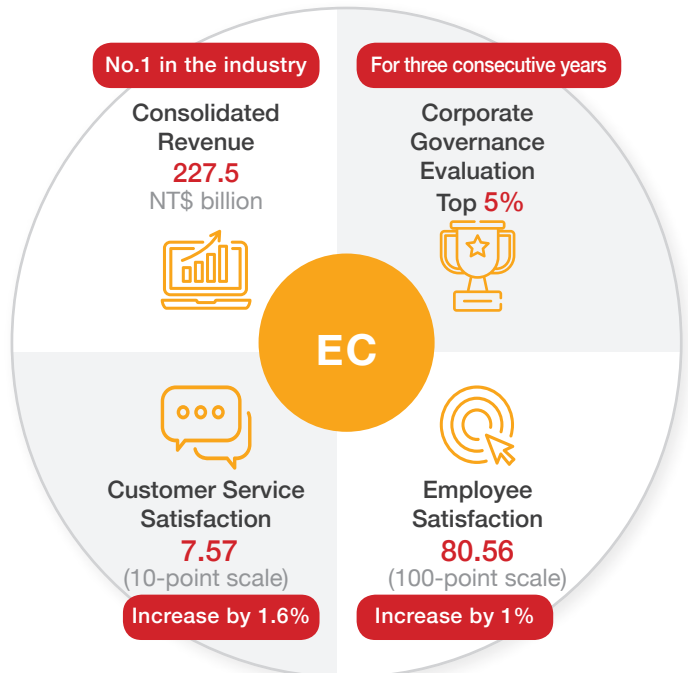 No.1 in the industry
Consolidated
Revenue
227.5
NT$ billion
For three consecutive years
Corporate
Governance
Evaluation
Top 5%
EC
Customer Service
Satisfaction
7.57
(10-point scale)
Increase by 1.6%
Employee
Satisfaction
80.56
(100-point scale)
Increase by 1%